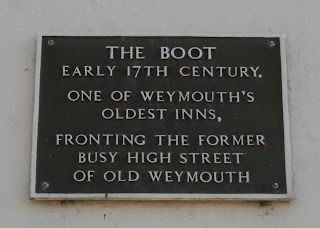 THE BOOT
EARLY 17TH CENTURY.
ONE OF WEYMOUTH'S
OLDEST INNS,
FRONTING THE FORMER
BUSY HIGH STREET
OF OLD WEYMOUTH